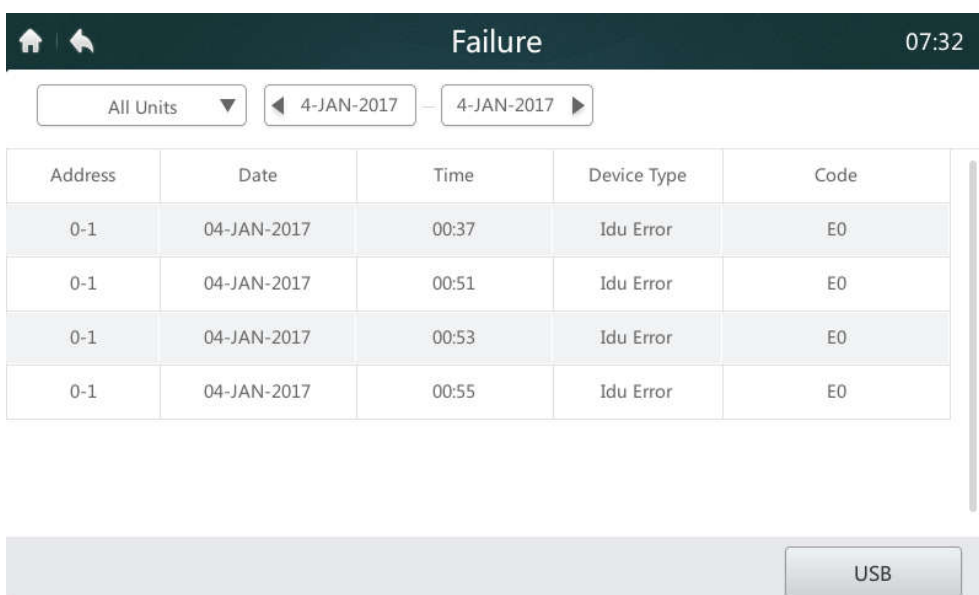 Failure 07:32
All Units 4-JAN-2017 – 4-JAN-2017
Address Date Time Device Type Code
0-1 04-JAN-2017 00:37 Idu Error E0
0-1 04-JAN-2017 00:51 Idu Error E0
0-1 04-JAN-2017 00:53 Idu Error E0
0-1 04-JAN-2017 00:55 Idu Error E0
USB